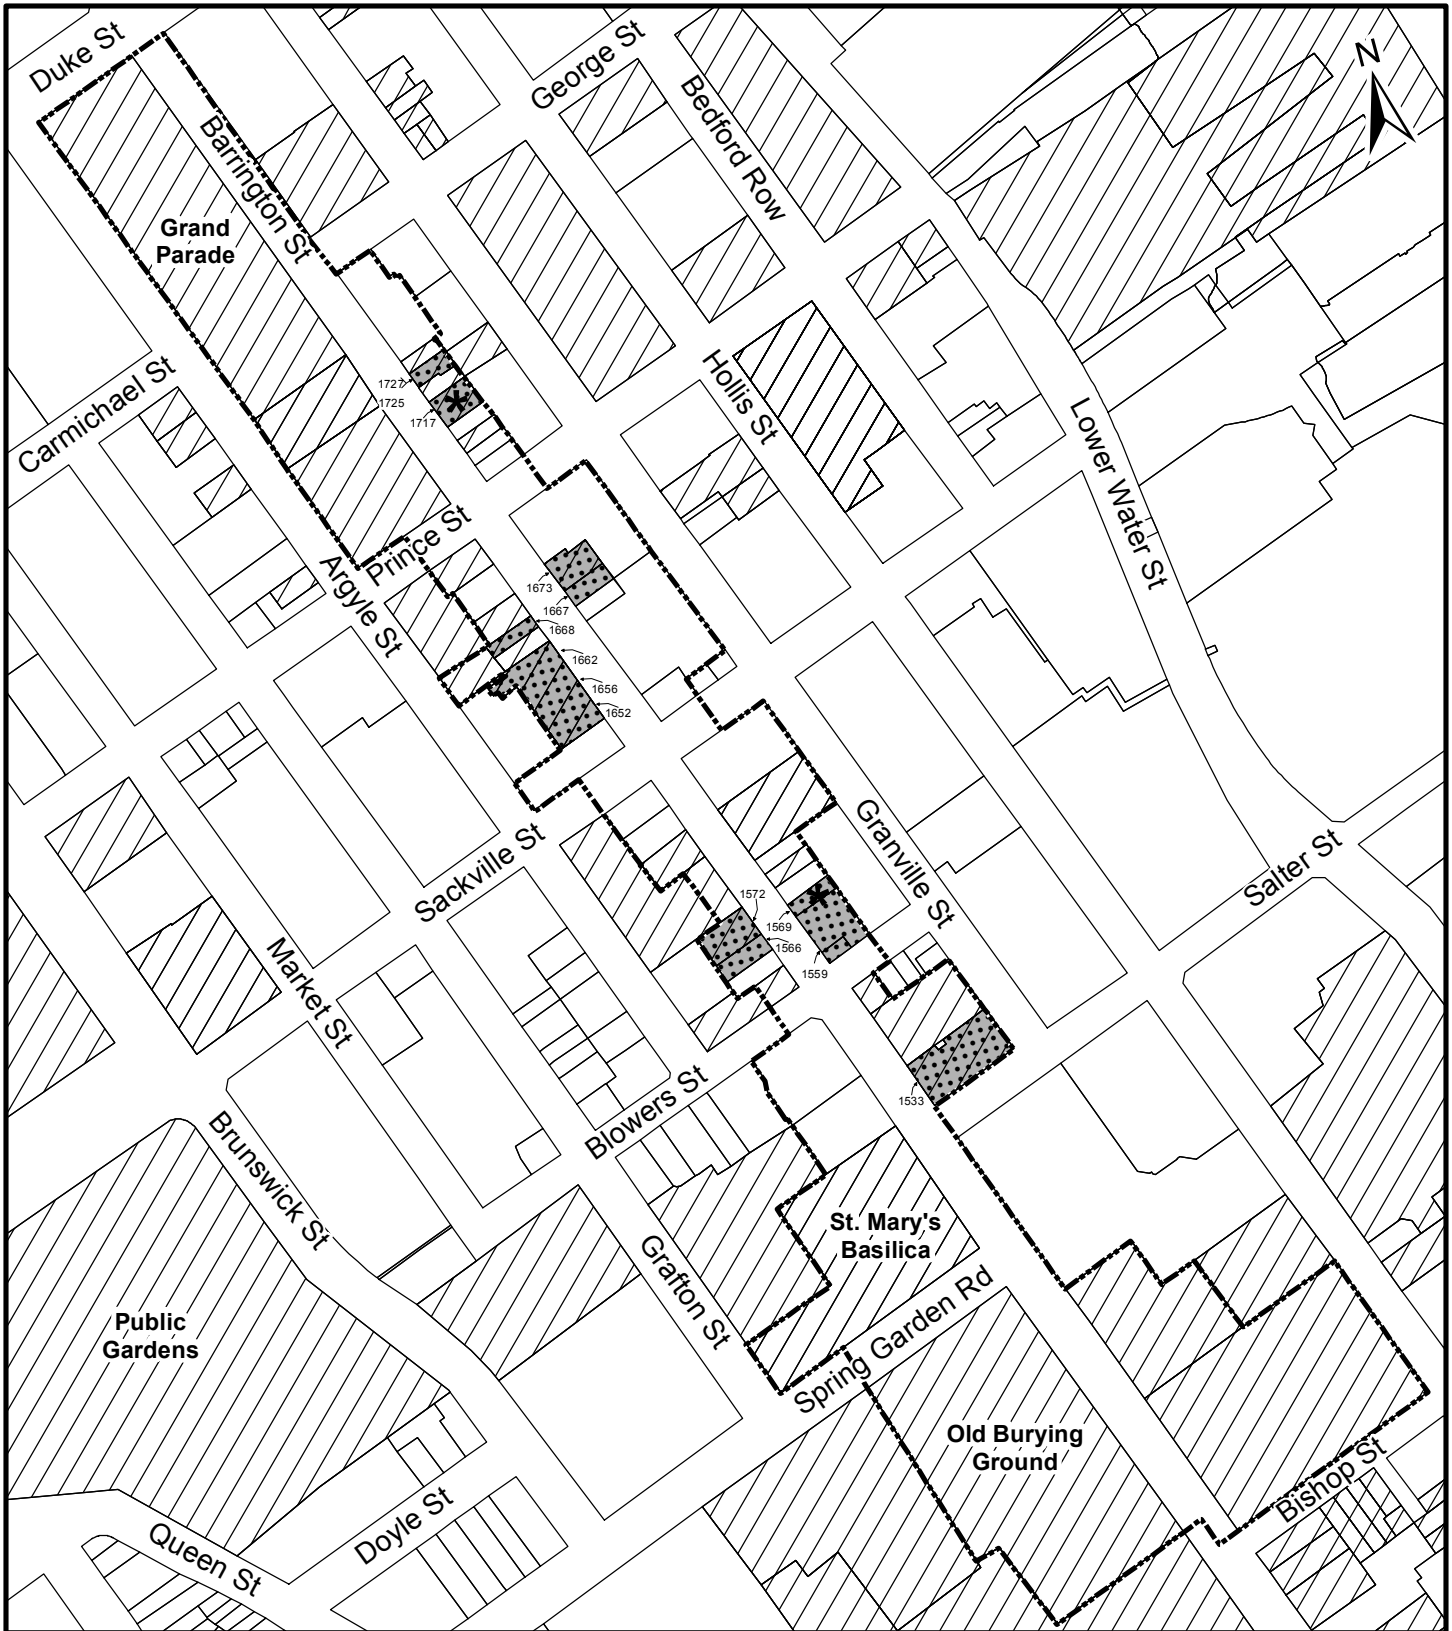 Duke St
George St
N
Bedford Row
Barrington St
Grand
Parade
Carmichael St
Hollis St
1727
1725
1717
Lower Water St
Prince St
Argyle St
1673
1667
1668
1662
1656
1652
Granville St
Sackville St
Salter St
1572
1569
1566
1559
Market St
Blowers St
1533
Brunswick St
St. Mary's
Basilica
Grafton St
Spring Garden Rd
Public
Gardens
Old Burying
Ground
Bishop St
Doyle St
Queen St